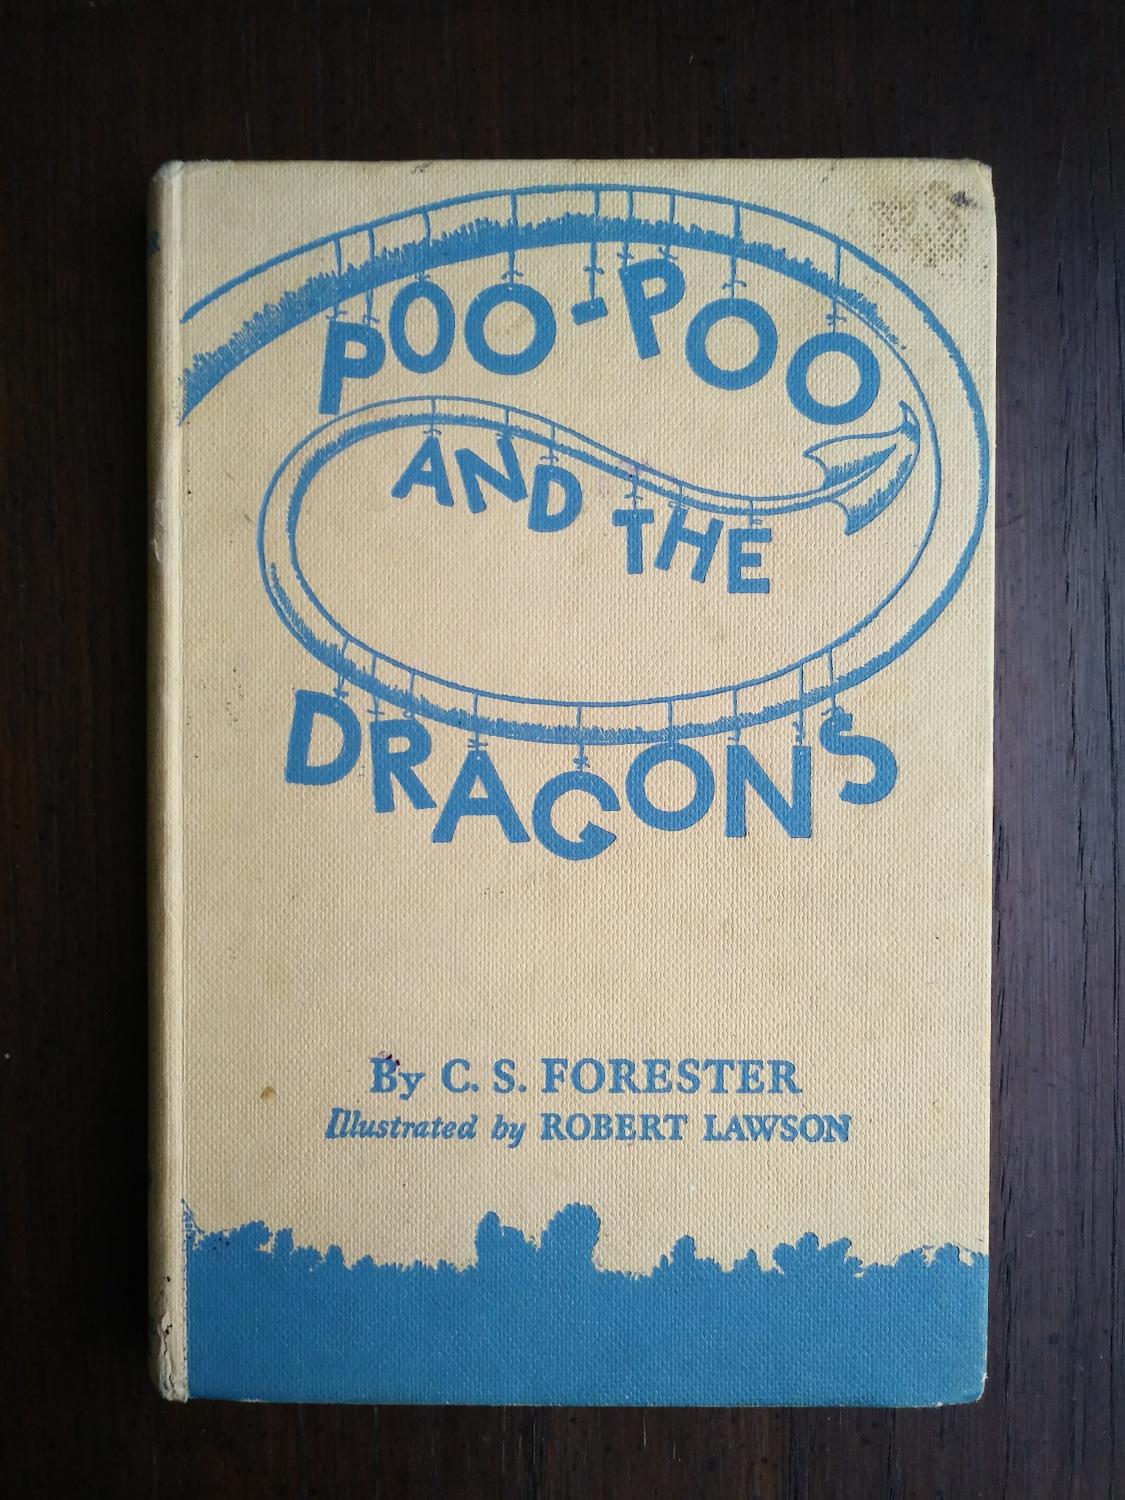 POO-POO
AND THE
DRAGONS
By C. S. FORESTER
Illustrated by ROBERT LAWSON